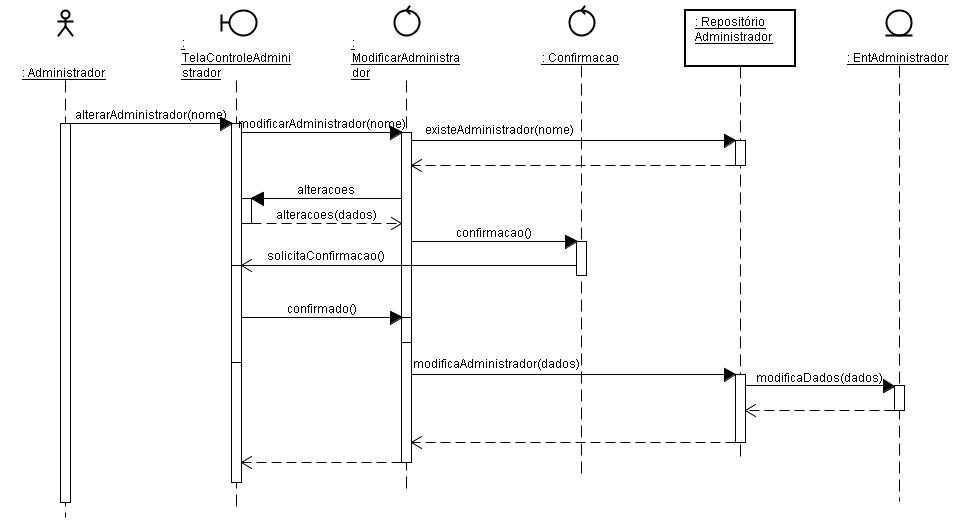 : Administrador
:
TelaControleAdmini
strador
:
ModificarAdministra
dor
: Confirmacao
: Repositório
Administrador
: EntAdministrador
alterarAdministrador(nome)
modificarAdministrador(nome)
existeAdministrador(nome)
alteracoes
alteracoes(dados)
confirmacao()
solicitaConfirmacao()
confirmado()
modificaAdministrador(dados)
modificaDados(dados)